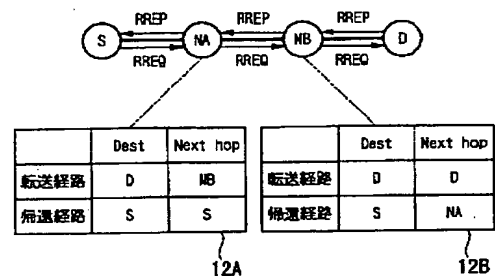 RREP RREP RREP
S NA NB D
RREQ RREQ RREQ
Dest Next hop
転送経路 D NB
帰還経路 S S
12A
Dest Next hop
転送経路 D D
帰還経路 S NA
12B